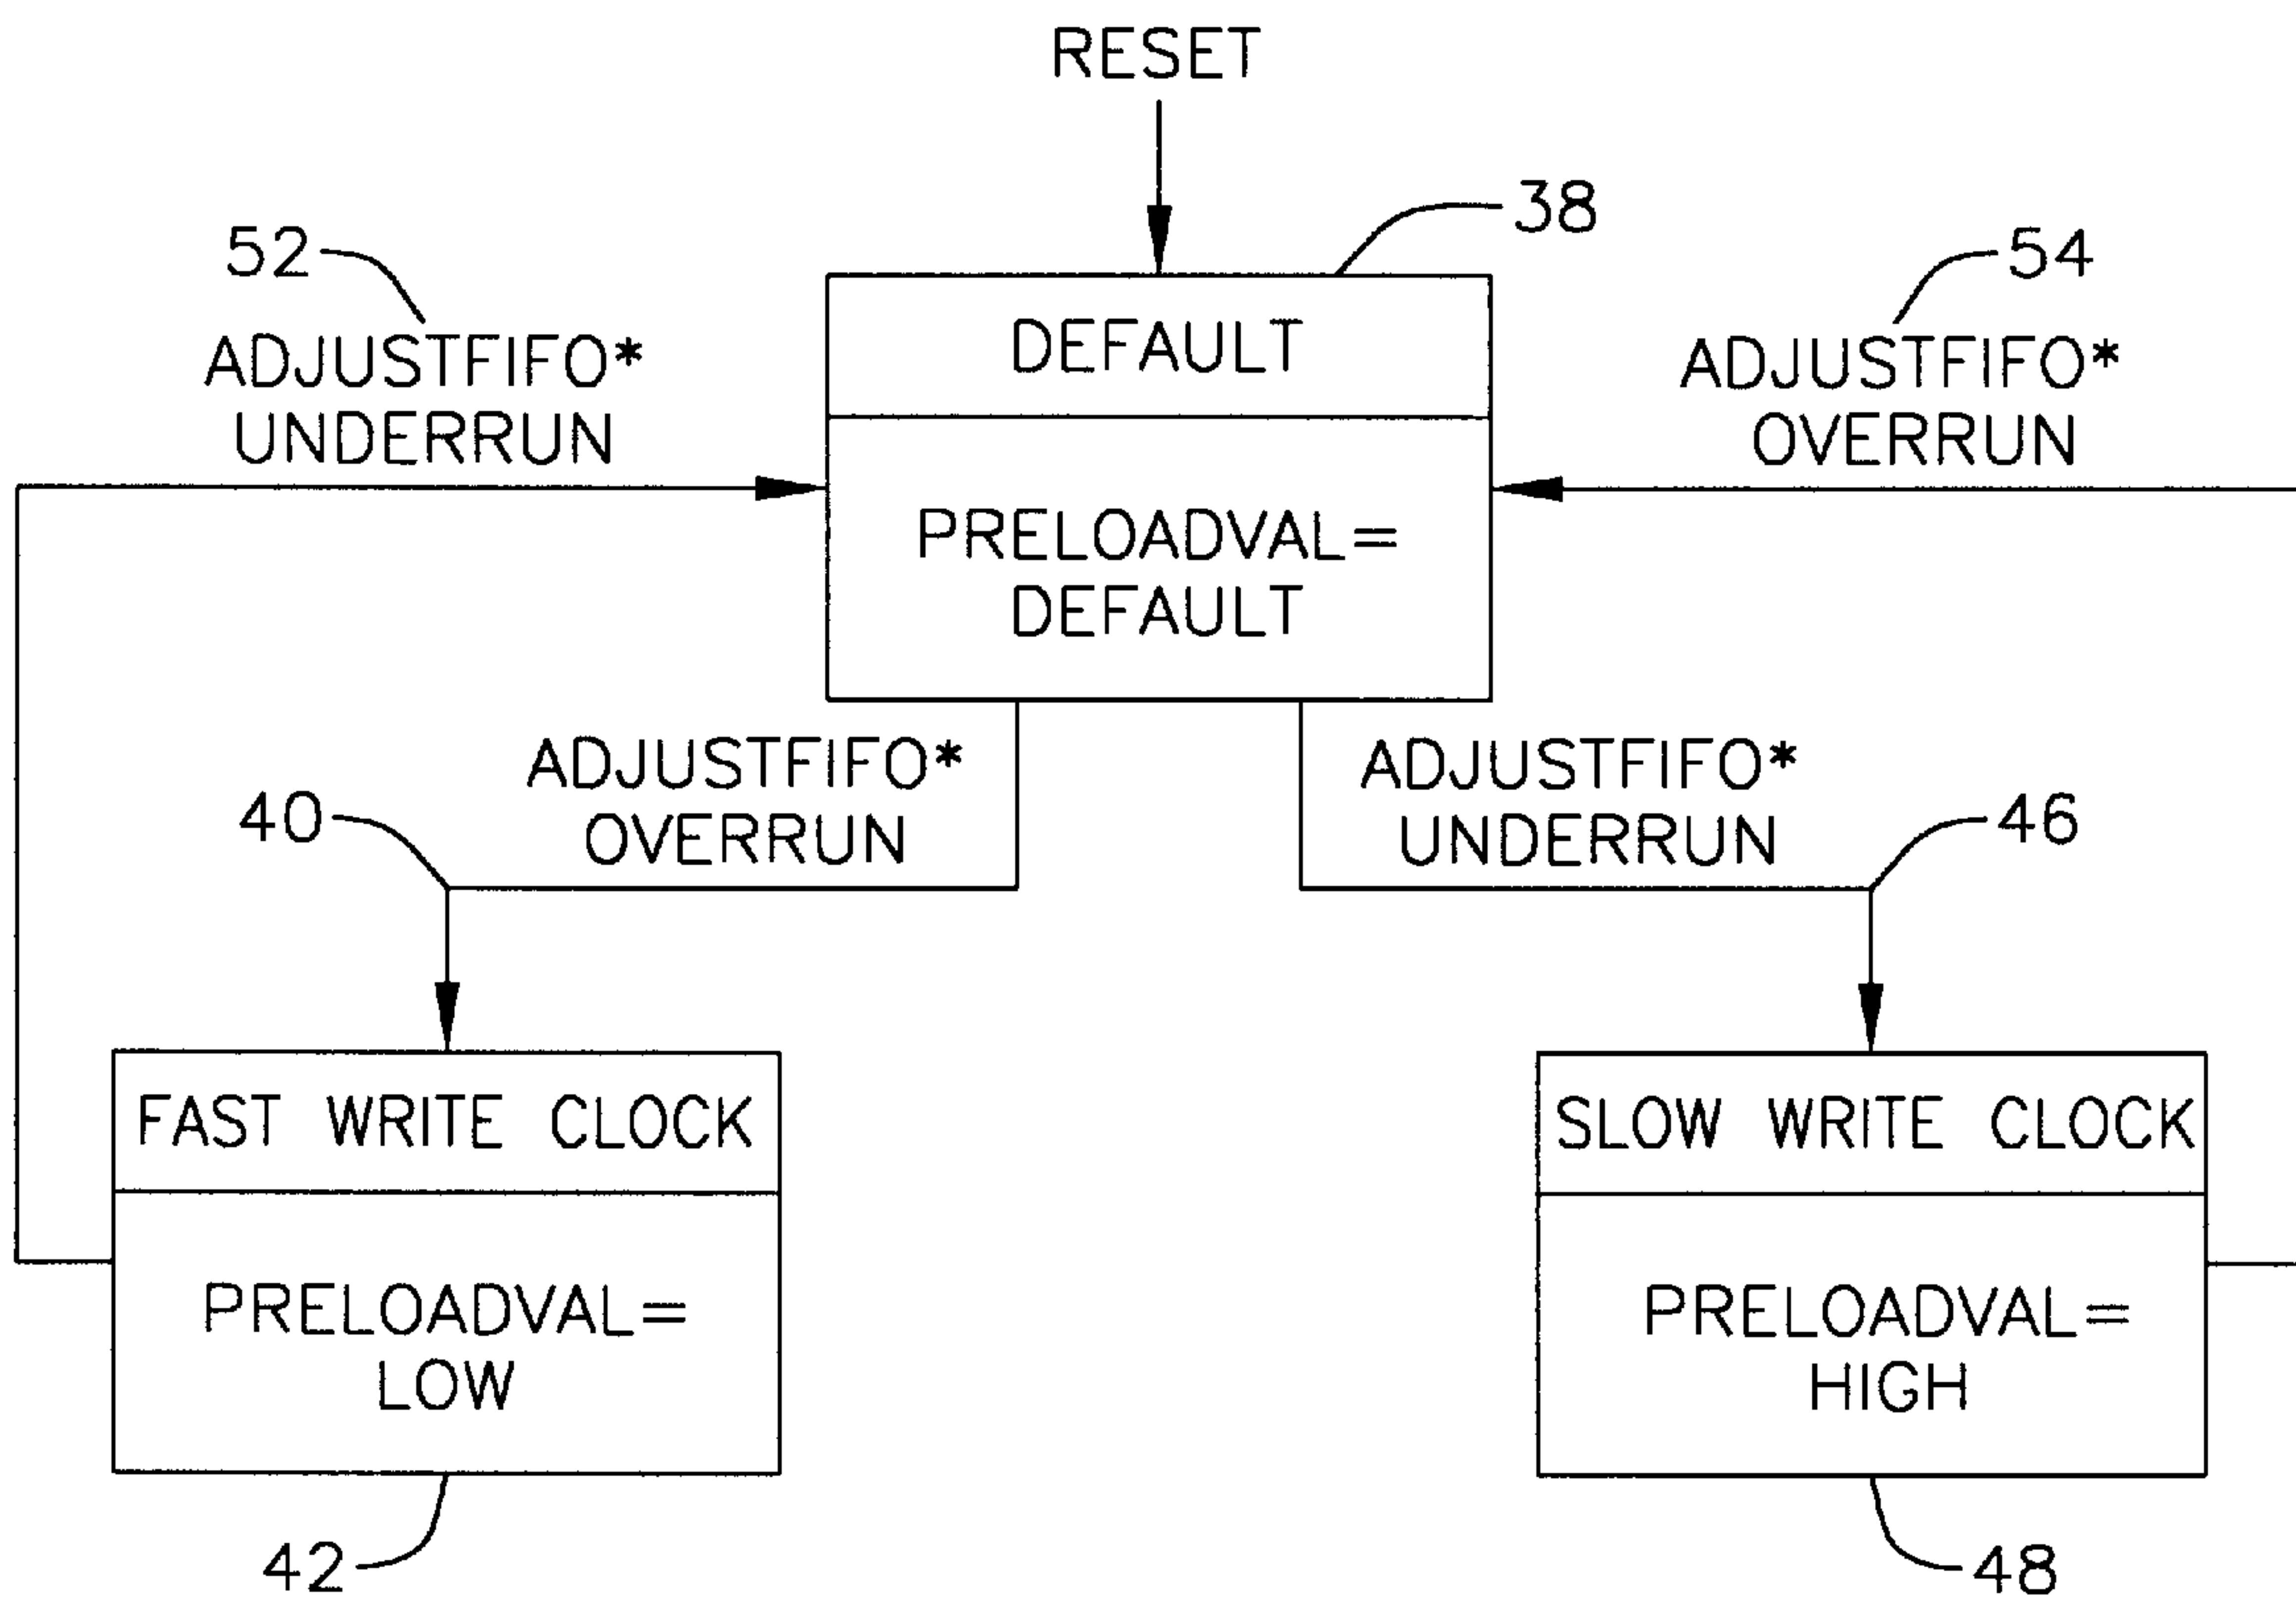 RESET
38
52
54
DEFAULT
ADJUSTFIFO*
UNDERRUN
ADJUSTFIFO*
OVERRUN
PRELOADVAL=
DEFAULT
ADJUSTFIFO*
OVERRUN
ADJUSTFIFO*
UNDERRUN
40
46
FAST WRITE CLOCK
PRELOADVAL=
LOW
SLOW WRITE CLOCK
PRELOADVAL=
HIGH
42
48